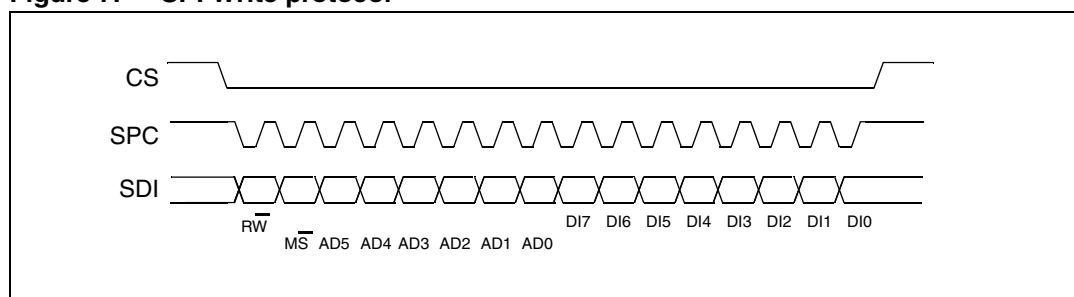 Figure SPI write protocol
CS
SPC
SDI
RW̅
DI7 DI6 DI5 DI4 DI3 DI2 DI1 DI0
MS̅ AD5 AD4 AD3 AD2 AD1 AD0